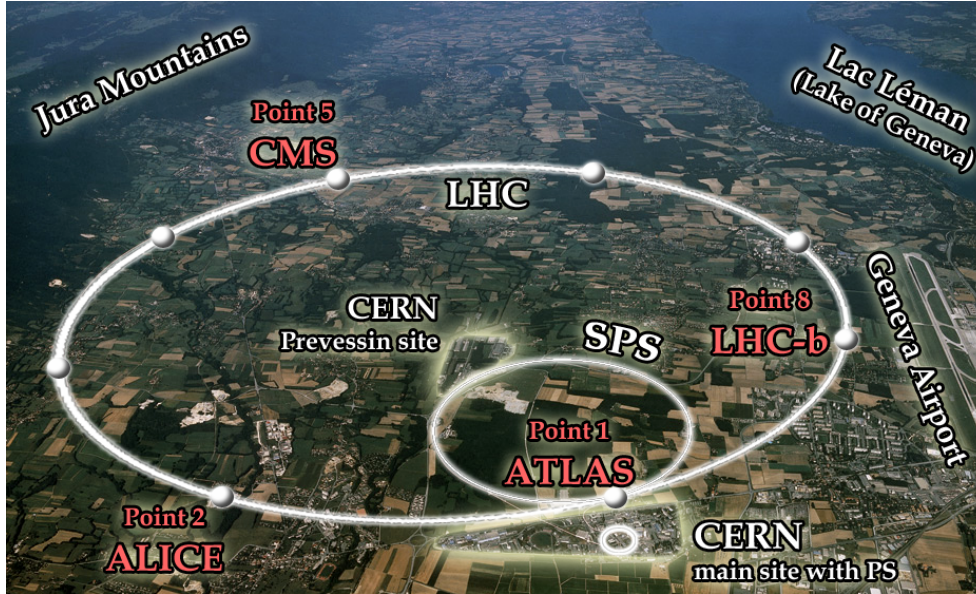 Jura Mountains
Lac Léman
(Lake of Geneva)
Point 5
CMS
LHC
CERN
Prevessin site
SPS
Point 8
LHC-b
Geneva Airport
Point 1
ATLAS
Point 2
ALICE
CERN
main site with PS